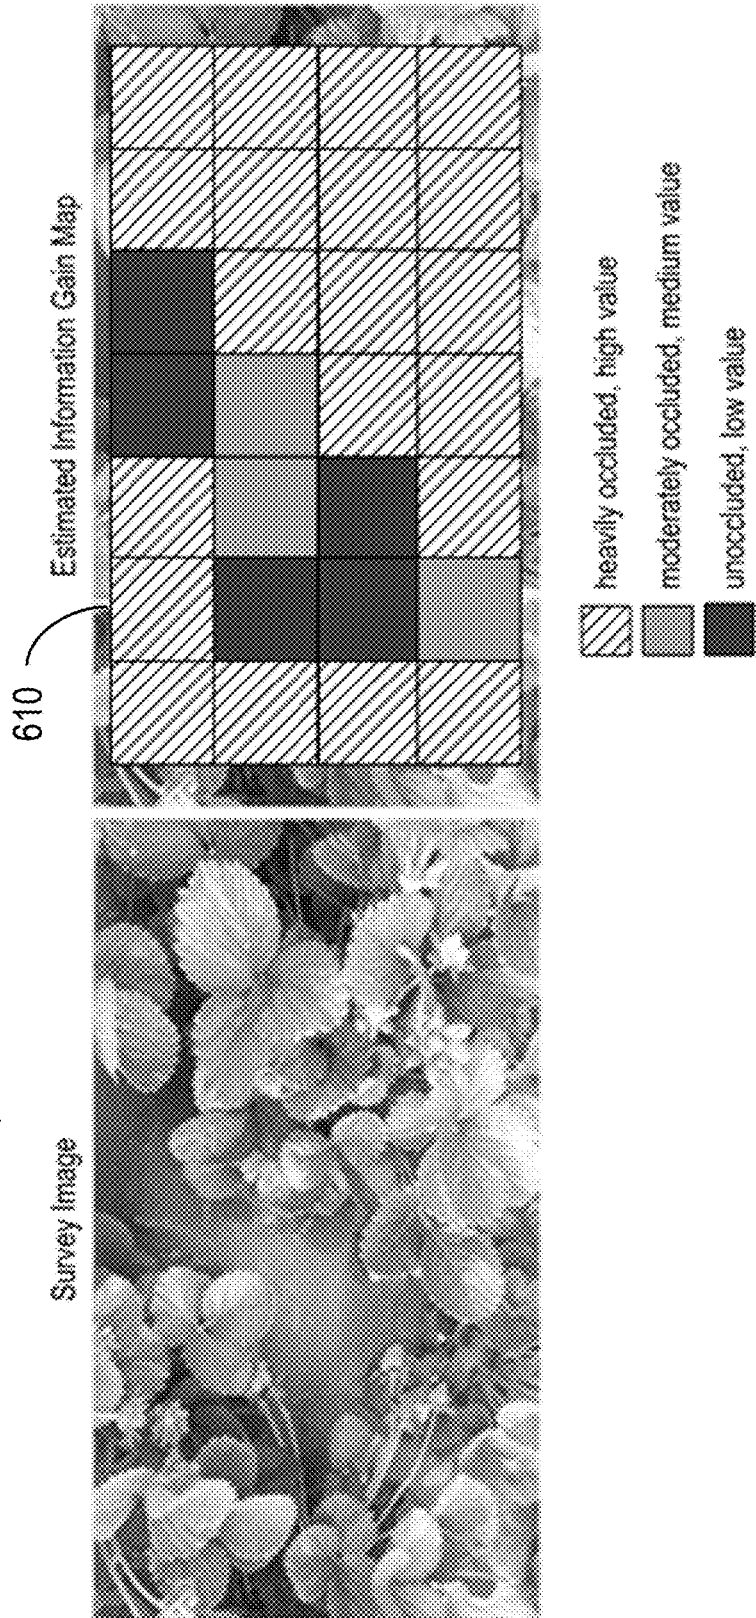 Survey Image
610
Estimated Information Gain Map
heavily occluded, high value
moderately occluded, medium value
unoccluded, low value